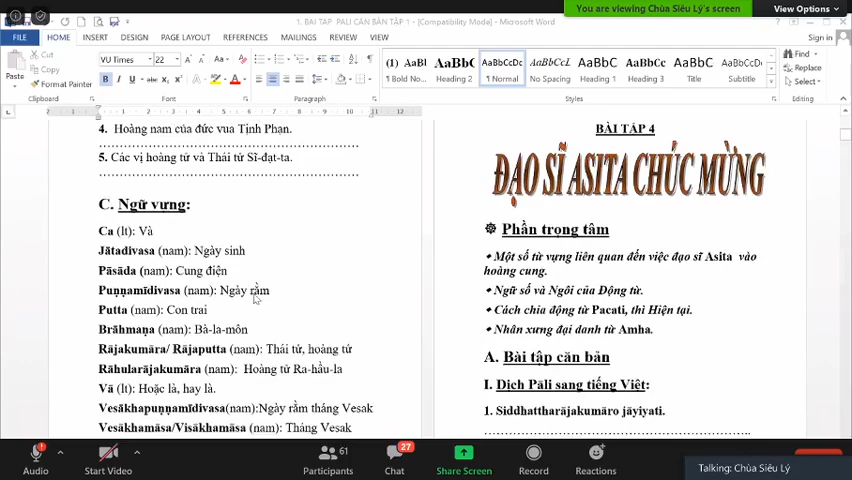 You are viewing Chùa Siêu Lý's screen
View Options
1. BAI TAP PALI CĂN BẢN TẬP 1 - [Compatibility Mode] - Microsoft Word
FILE HOME INSERT DESIGN PAGE LAYOUT REFERENCES MAILINGS REVIEW VIEW
Sign in
Cut
Copy
Format Painter
Paste
VU Times 22
(1) AaBl AaBbC AaBbCcDc AaBbCcDc AaBbCc AaBbCc AaBbC AaBbCcC
1 Bold No... Heading 2 1 Normal No Spacing Heading 1 Heading 3 Title Subtitle
Find
Replace
Select
Clipboard Font Paragraph Styles Editing
4. Hoàng nam của đức vua Tịnh Phạn.
5. Các vị hoàng tử và Thái tử Sĩ-đạt-ta.
C. Ngữ vựng:
Ca (lt): Và
Jātadivasa (nam): Ngày sinh
Pāsāda (nam): Cung điện
Puṇṇamīdivasa (nam): Ngày rằm
Putta (nam): Con trai
Brāhmaṇa (nam): Bà-la-môn
Rājakumāra/ Rājaputta (nam): Thái tử, hoàng tử
Rāhularājakumāra (nam): Hoàng tử Ra-hầu-la
Vā (lt): Hoặc là, hay là.
Vesākhapuṇṇamīdivasa(nam):Ngày rằm tháng Vesak
Vesākhamāsa/Visākhamāsa (nam): Tháng Vesak
BÀI TẬP 4
ĐẠO SĨ ASITA CHÚC MỪNG
Phần trọng tâm
Một số từ vựng liên quan đến việc đạo sĩ Asita vào
hoàng cung.
Ngữ số và Ngôi của Động từ.
Cách chia động từ Pacati, thì Hiện tại.
Nhân xưng đại danh từ Amha.
A. Bài tập căn bản
I. Dịch Pāli sang tiếng Việt:
1. Siddhattharājakumāro jāyiyati.
Audio
Start Video
61
Participants
27
Chat
Share Screen
Record
Reactions
Talking: Chùa Siêu Lý